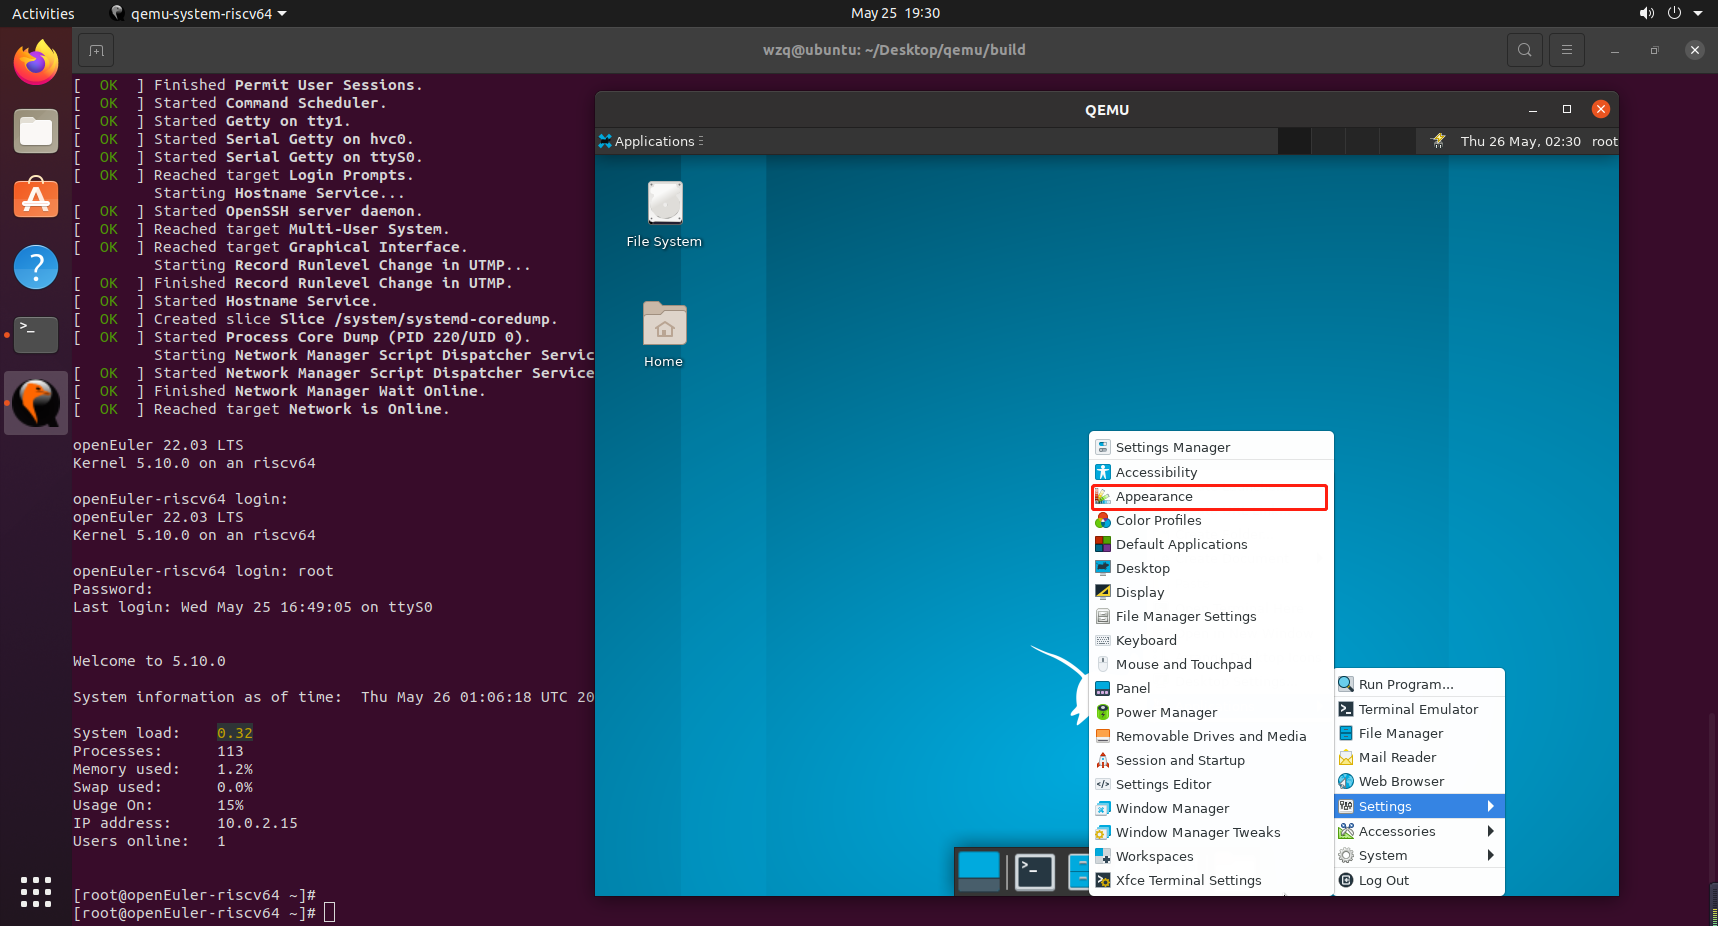 Activities
qemu-system-riscv64
May 25 19:30
wzq@ubuntu: ~/Desktop/qemu/build
[ OK ] Finished Permit User Sessions.
[ OK ] Started Command Scheduler.
[ OK ] Started Getty on tty1.
[ OK ] Started Serial Getty on hvc0.
[ OK ] Started Serial Getty on ttyS0.
[ OK ] Reached target Login Prompts.
Starting Hostname Service...
[ OK ] Started OpenSSH server daemon.
[ OK ] Reached target Multi-User System.
[ OK ] Reached target Graphical Interface.
Starting Record Runlevel Change in UTMP...
[ OK ] Finished Record Runlevel Change in UTMP.
[ OK ] Started Hostname Service.
[ OK ] Created slice Slice /system/systemd-coredump.
[ OK ] Started Process Core Dump (PID 220/UID 0).
Starting Network Manager Script Dispatcher Servic
[ OK ] Started Network Manager Script Dispatcher Service
[ OK ] Finished Network Manager Wait Online.
[ OK ] Reached target Network is Online.
openEuler 22.03 LTS
Kernel 5.10.0 on an riscv64
openEuler-riscv64 login:
openEuler 22.03 LTS
Kernel 5.10.0 on an riscv64
openEuler-riscv64 login: root
Password:
Last login: Wed May 25 16:49:05 on ttyS0
Welcome to 5.10.0
System information as of time: Thu May 26 01:06:18 UTC 20
System load: 0.32
Processes: 113
Memory used: 1.2%
Swap used: 0.0%
Usage On: 15%
IP address: 10.0.2.15
Users online: 1
[root@openEuler-riscv64 ~]#
[root@openEuler-riscv64 ~]#
QEMU
Applications
Thu 26 May, 02:30 root
File System
Home
Settings Manager
Accessibility
Appearance
Color Profiles
Default Applications
Desktop
Display
File Manager Settings
Keyboard
Mouse and Touchpad
Panel
Power Manager
Removable Drives and Media
Session and Startup
Settings Editor
Window Manager
Window Manager Tweaks
Workspaces
Xfce Terminal Settings
Run Program...
Terminal Emulator
File Manager
Mail Reader
Web Browser
Settings
Accessories
System
Log Out